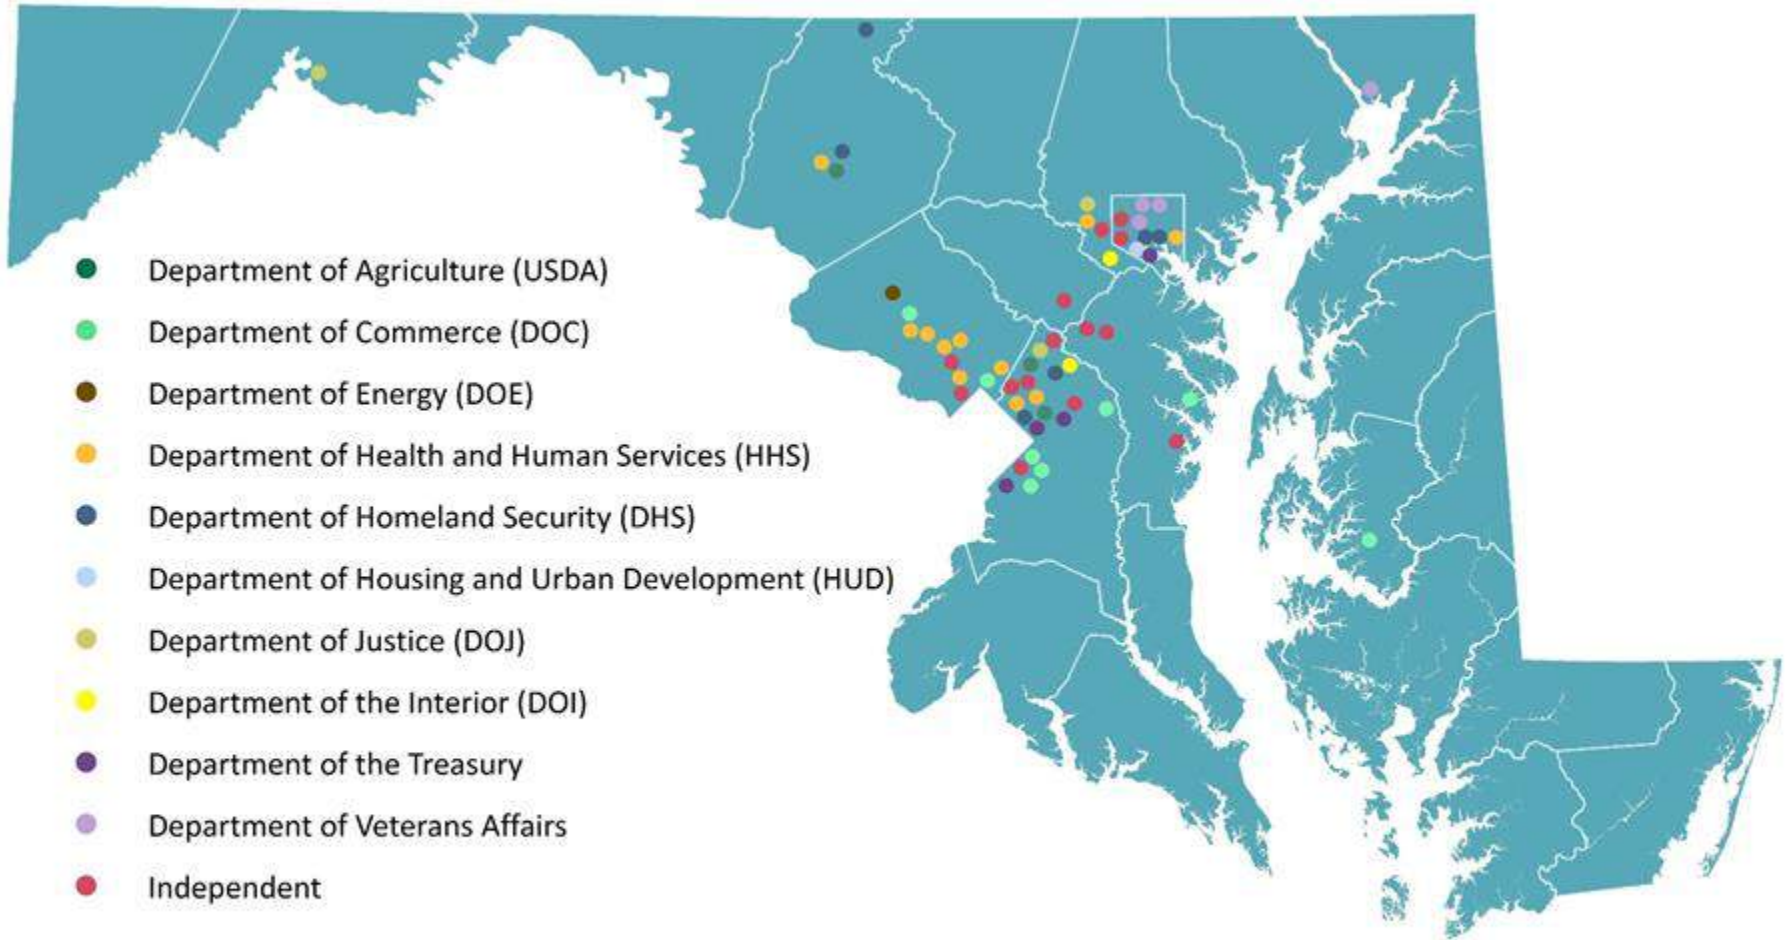 Department of Agriculture (USDA)
Department of Commerce (DOC)
Department of Energy (DOE)
Department of Health and Human Services (HHS)
Department of Homeland Security (DHS)
Department of Housing and Urban Development (HUD)
Department of Justice (DOJ)
Department of the Interior (DOI)
Department of the Treasury
Department of Veterans Affairs
Independent